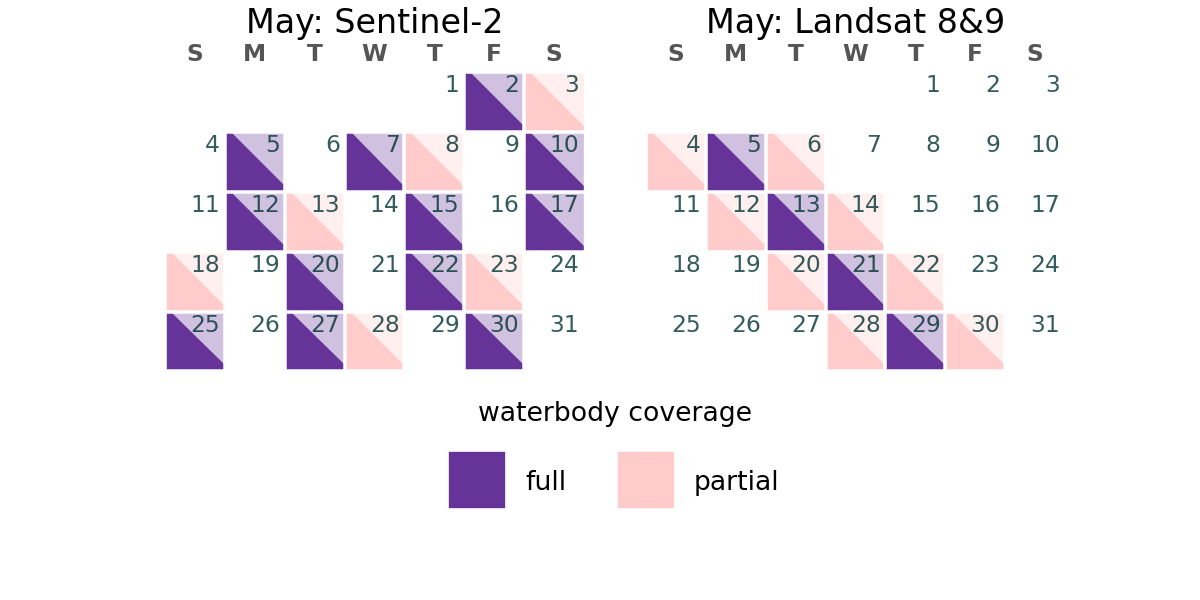 May: Sentinel-2
S M T W T F S
1 2 3
4 5 6 7 8 9 10
11 12 13 14 15 16 17
18 19 20 21 22 23 24
25 26 27 28 29 30 31
May: Landsat 8&9
S M T W T F S
1 2 3
4 5 6 7 8 9 10
11 12 13 14 15 16 17
18 19 20 21 22 23 24
25 26 27 28 29 30 31
waterbody coverage
full partial